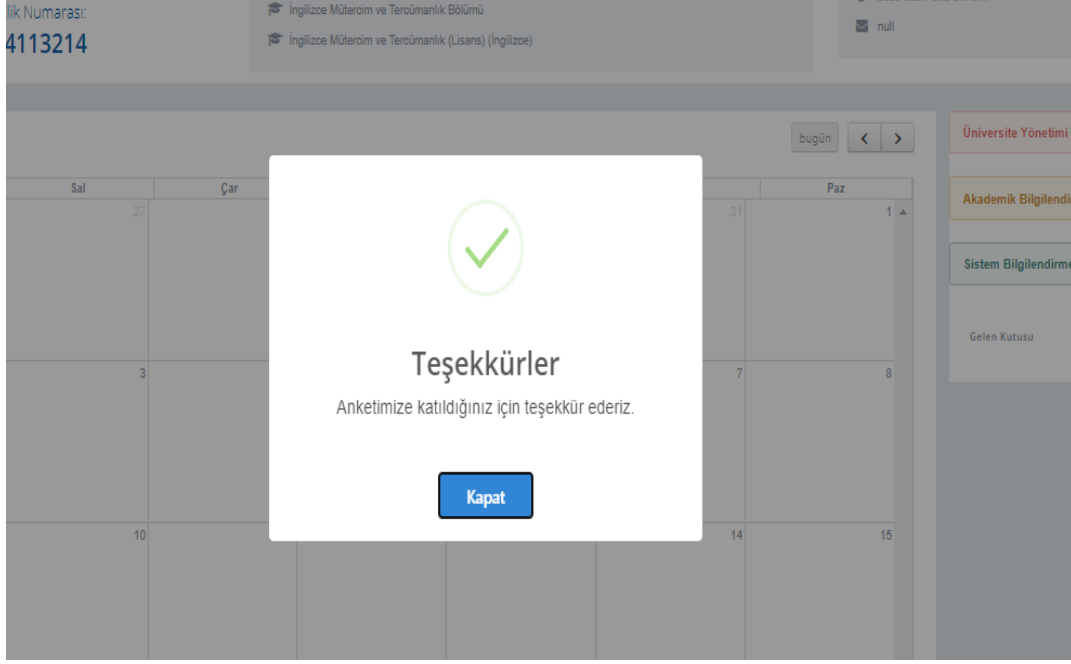 lik Numarası:
4113214
İngilizce Mütercim ve Tercümanlık Bölümü
İngilizce Mütercim ve Tercümanlık (Lisans) (İngilizce)
null
bugün
Üniversite Yönetimi
Akademik Bilgilendi
Sistem Bilgilendirme
Gelen Kutusu
Sal
Çar
Paz
27
31
1
3
7
8
10
14
15
Teşekkürler
Anketimize katıldığınız için teşekkür ederiz.
Kapat